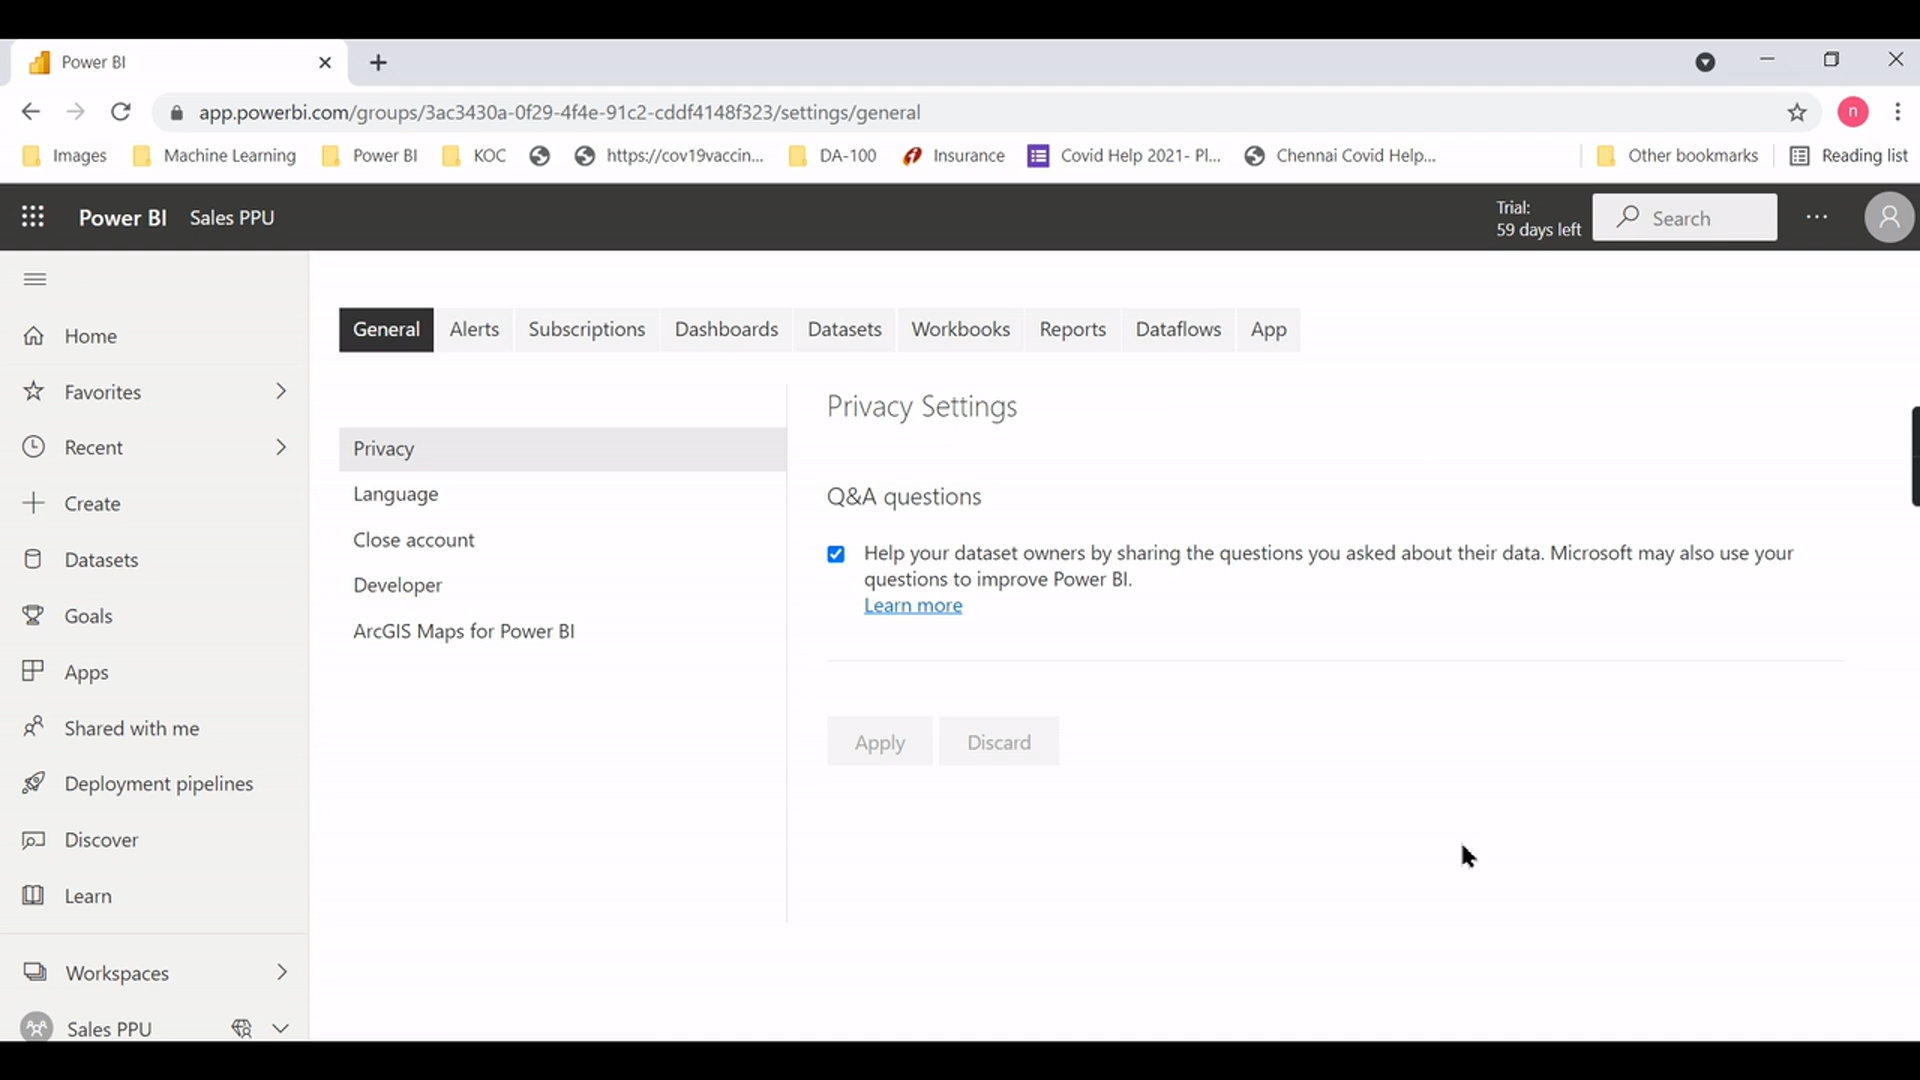 Power BI
app.powerbi.com/groups/3ac3430a-0f29-4f4e-91c2-cddf4148f323/settings/general
n
Images
Machine Learning
Power BI
KOC
https://cov19vaccin...
DA-100
Insurance
Covid Help 2021- Pl...
Chennai Covid Help...
Other bookmarks
Reading list
Power BI
Sales PPU
Trial:
59 days left
Search
Home
Favorites
Recent
Create
Datasets
Goals
Apps
Shared with me
Deployment pipelines
Discover
Learn
Workspaces
Sales PPU
General
Alerts
Subscriptions
Dashboards
Datasets
Workbooks
Reports
Dataflows
App
Privacy
Language
Close account
Developer
ArcGIS Maps for Power BI
Privacy Settings
Q&A questions
Help your dataset owners by sharing the questions you asked about their data. Microsoft may also use your
questions to improve Power BI.
Learn more
Apply
Discard